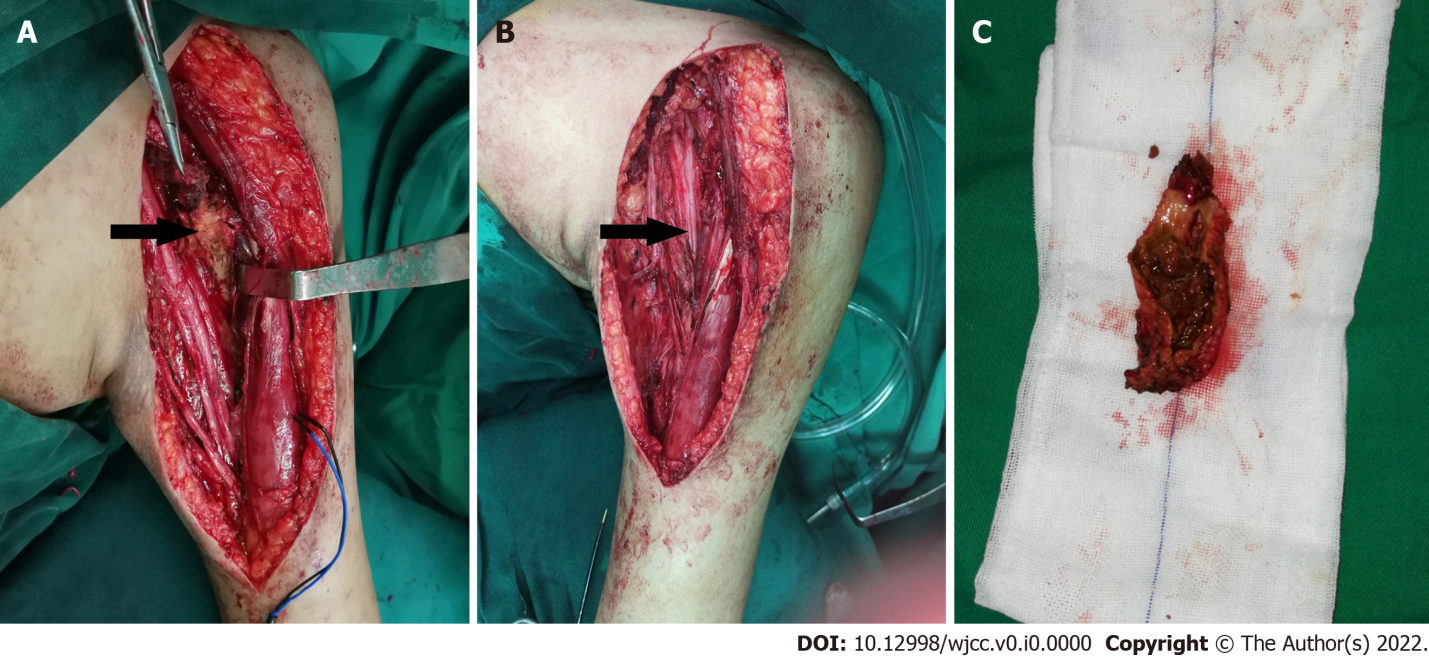 A
B
C
DOI: 10.12998/wjcc.v0.i0.0000 Copyright © The Author(s) 2022.